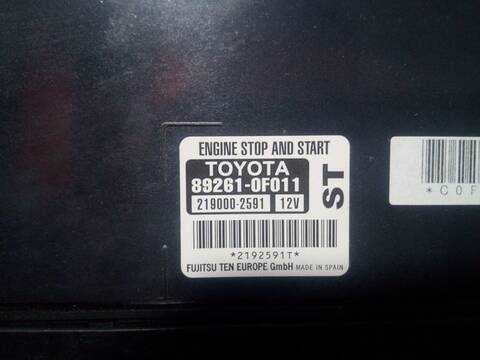 ENGINE STOP AND START
TOYOTA
89261-0F011
219000-2591 12V
ST
*2192591T*
FUJITSU TEN EUROPE GmbH MADE IN SPAIN
*C0F